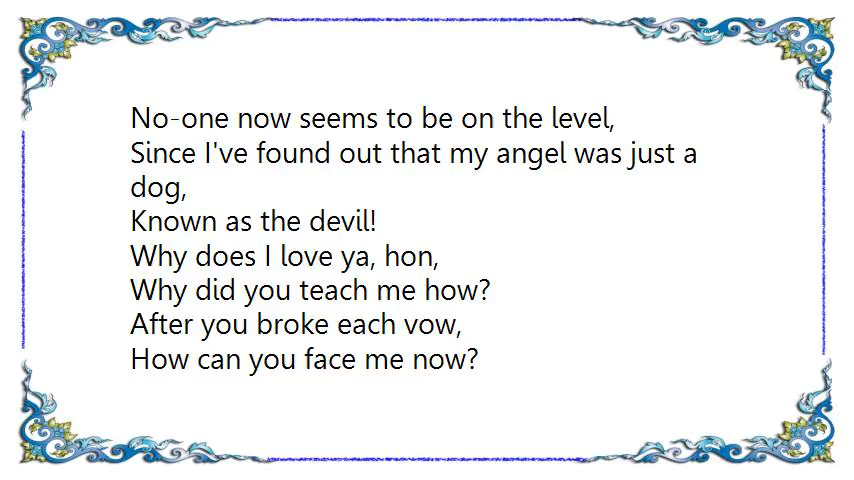 No-one now seems to be on the level,
Since I've found out that my angel was just a
dog,
Known as the devil!
Why does I love ya, hon,
Why did you teach me how?
After you broke each vow,
How can you face me now?